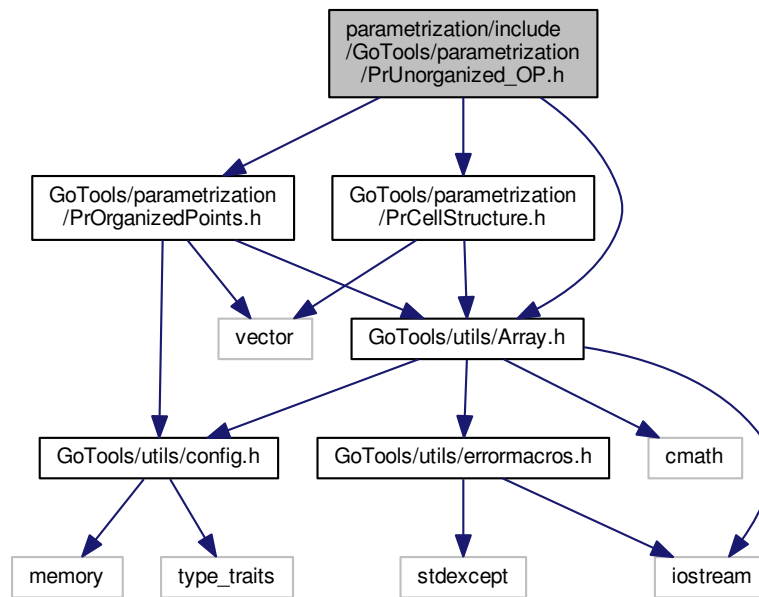 parametrization/include
/GoTools/parametrization
/PrUnorganized_OP.h
GoTools/parametrization
/PrOrganizedPoints.h
GoTools/parametrization
/PrCellStructure.h
vector
GoTools/utils/Array.h
GoTools/utils/config.h
GoTools/utils/errormacros.h
cmath
memory
type_traits
stdexcept
iostream